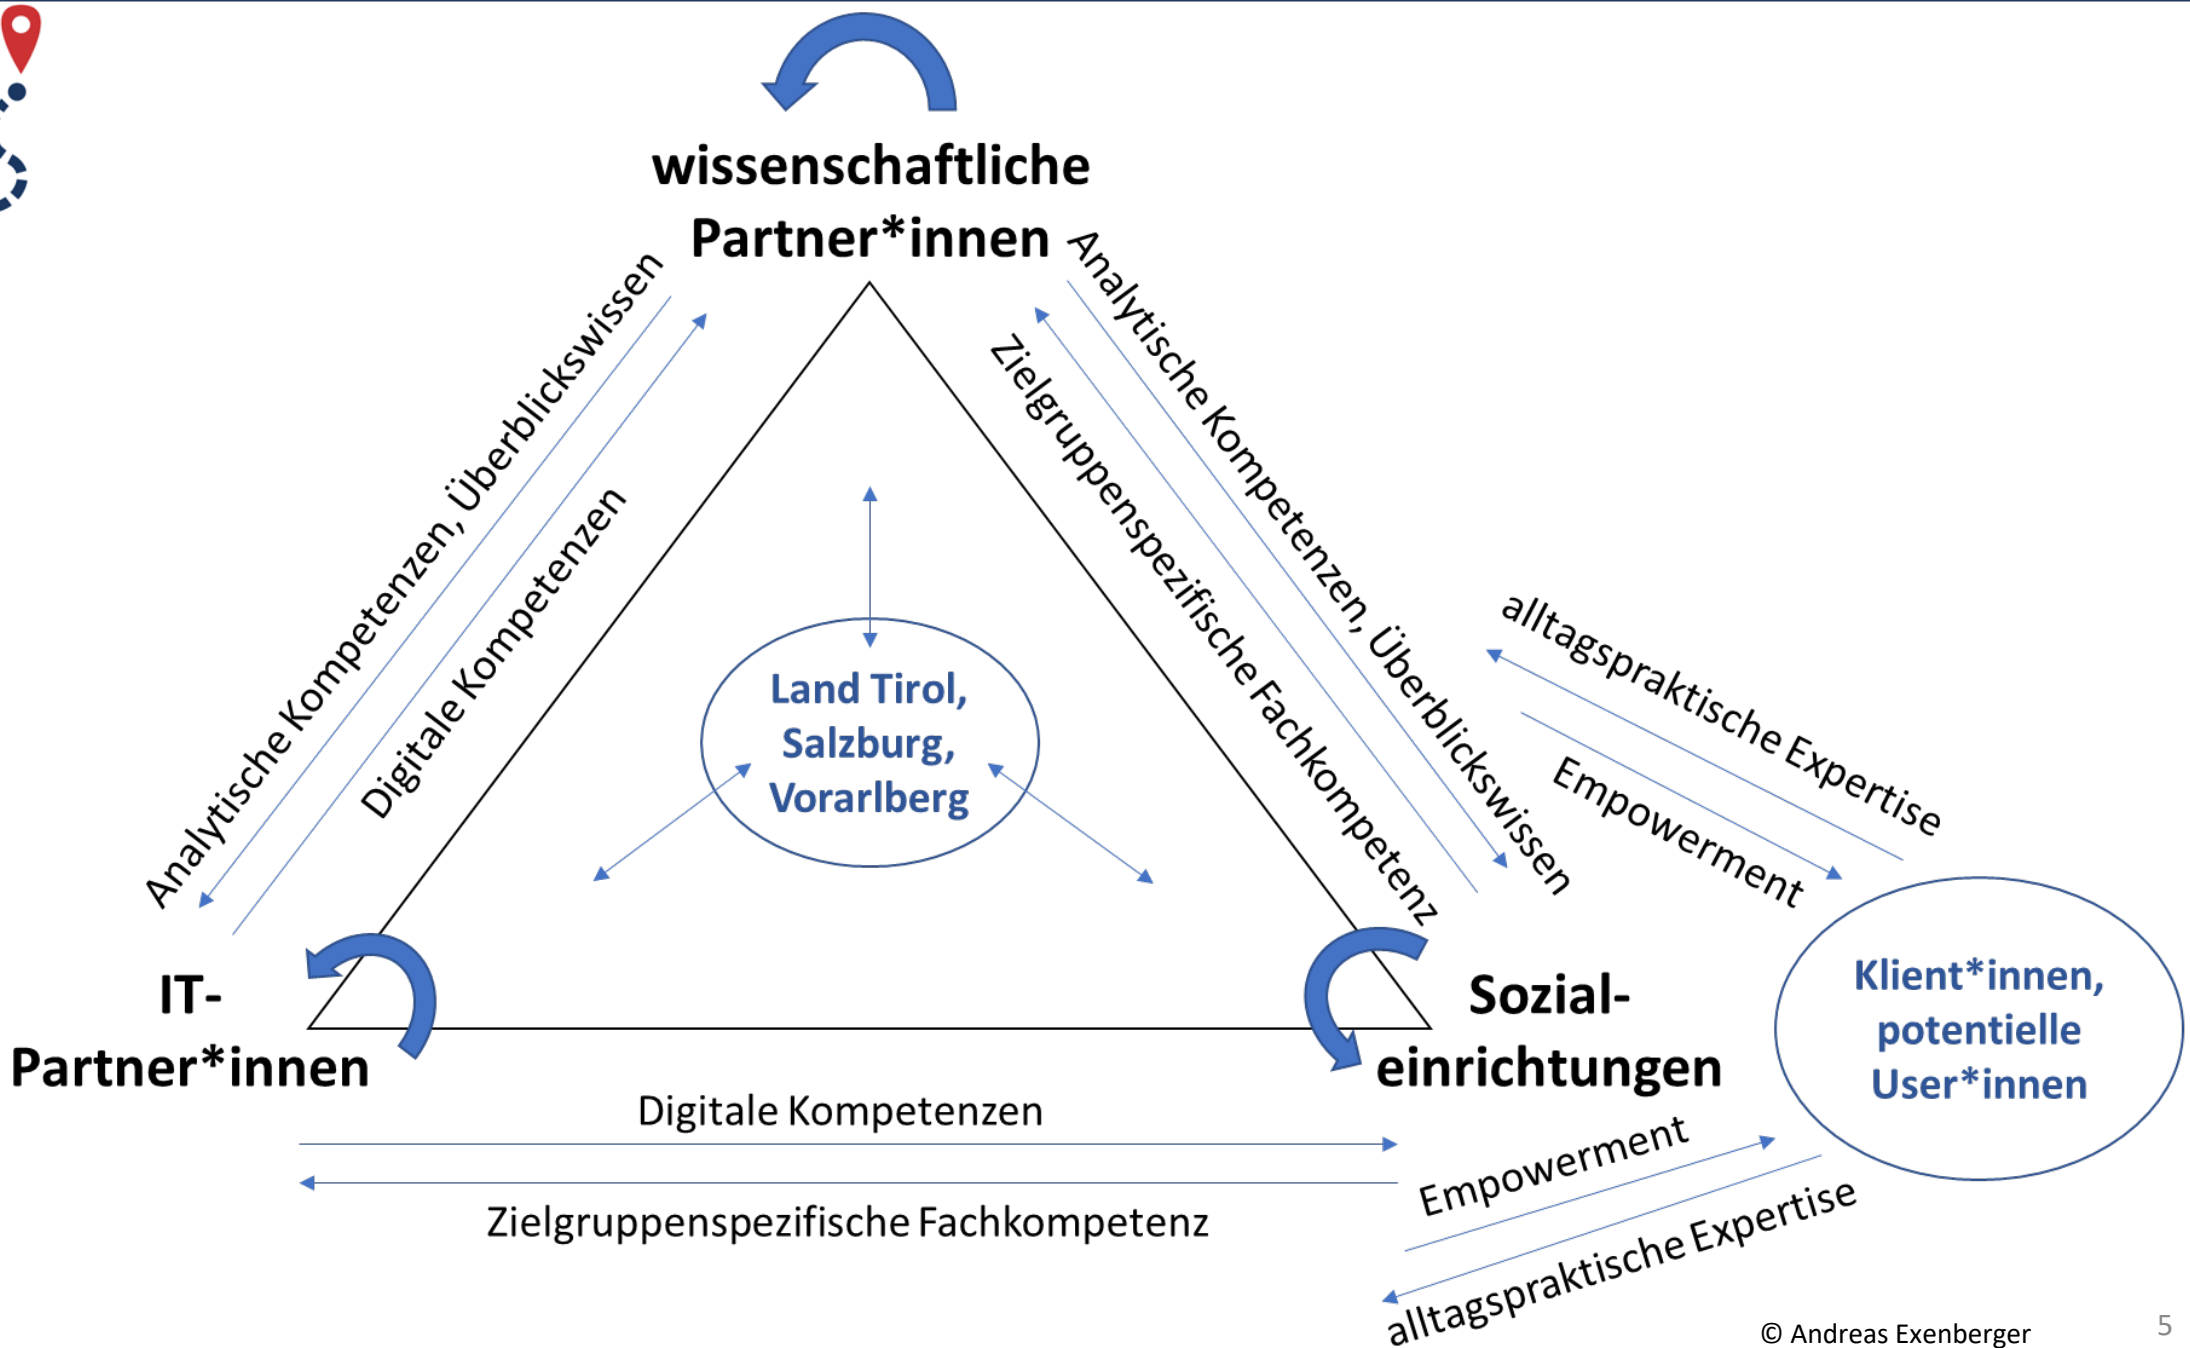 wissenschaftliche
Partner*innen
Analytische Kompetenzen, Überblickswissen
Digitale Kompetenzen
Analytische Kompetenzen, Überblickswissen
Zielgruppenspezifische Fachkompetenz
Land Tirol,
Salzburg,
Vorarlberg
alltagspraktische Expertise
Empowerment
IT-
Partner*innen
Sozial-
einrichtungen
Klient*innen,
potentielle
User*innen
Digitale Kompetenzen
Zielgruppenspezifische Fachkompetenz
Empowerment
alltagspraktische Expertise
© Andreas Exenberger
5